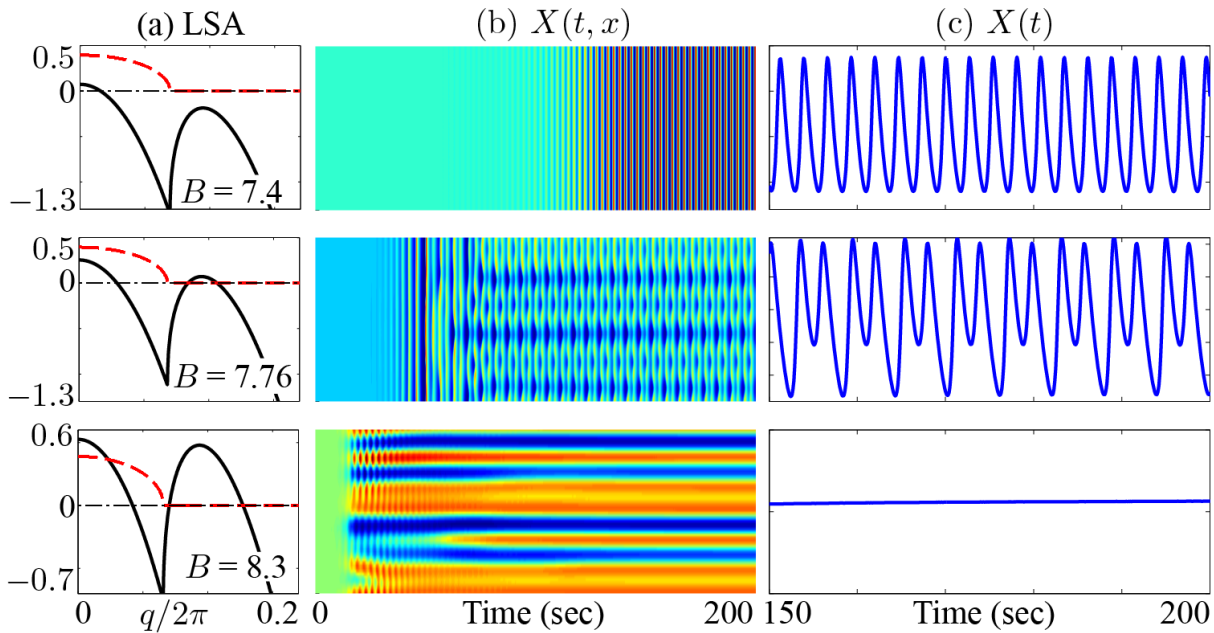 (a) LSA
(b) X(t, x)
(c) X(t)
0.5
0
−1.3
B = 7.4
0.5
0
−1.3
B = 7.76
0.6
0
−0.7
B = 8.3
0 q/2π 0.2
0 Time (sec) 200
150 Time (sec) 200